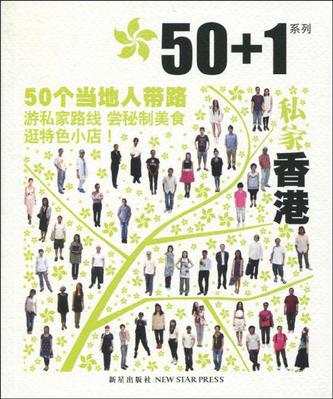 50+1系列
50个当地人带路
游私家路线 尝秘制美食
逛特色小店！
私家
香港
新星出版社 NEW STAR PRESS